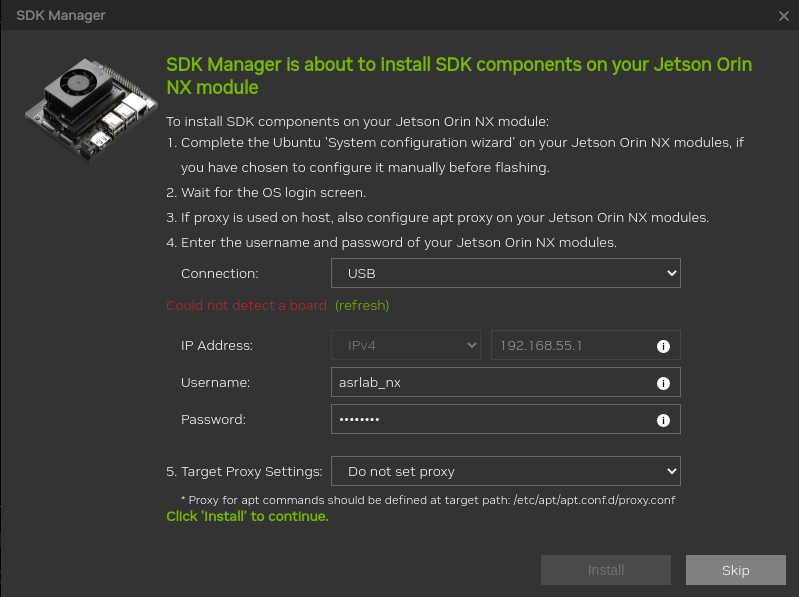 SDK Manager
SDK Manager is about to install SDK components on your Jetson Orin
NX module
To install SDK components on your Jetson Orin NX module:
1. Complete the Ubuntu 'System configuration wizard' on your Jetson Orin NX modules, if
you have chosen to configure it manually before flashing.
2. Wait for the OS login screen.
3. If proxy is used on host, also configure apt proxy on your Jetson Orin NX modules.
4. Enter the username and password of your Jetson Orin NX modules.
Connection: USB
Could not detect a board (refresh)
IP Address: IPv4 192.168.55.1
Username: asrlab_nx
Password: ••••••••
5. Target Proxy Settings: Do not set proxy
* Proxy for apt commands should be defined at target path: /etc/apt/apt.conf.d/proxy.conf
Click 'Install' to continue.
Install Skip